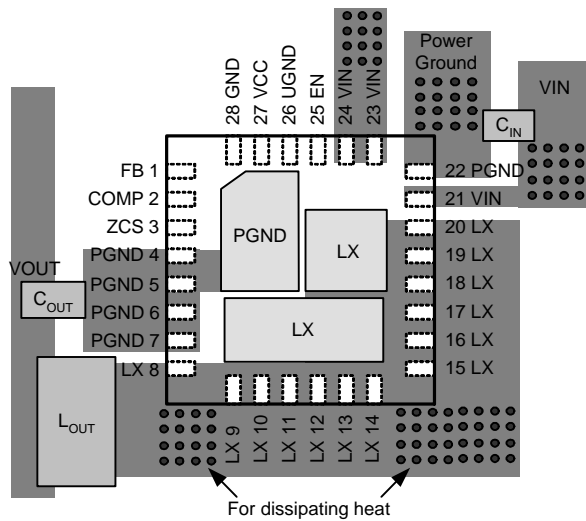 Power
Ground
VIN
28 GND
27 VCC
26 UGND
25 EN
24 VIN
23 VIN
C_IN
FB 1
COMP 2
ZCS 3
PGND 4
PGND 5
PGND 6
PGND 7
LX 8
22 PGND
21 VIN
20 LX
19 LX
18 LX
17 LX
16 LX
15 LX
PGND
LX
LX
VOUT
C_OUT
L_OUT
LX 9
LX 10
LX 11
LX 12
LX 13
LX 14
For dissipating heat